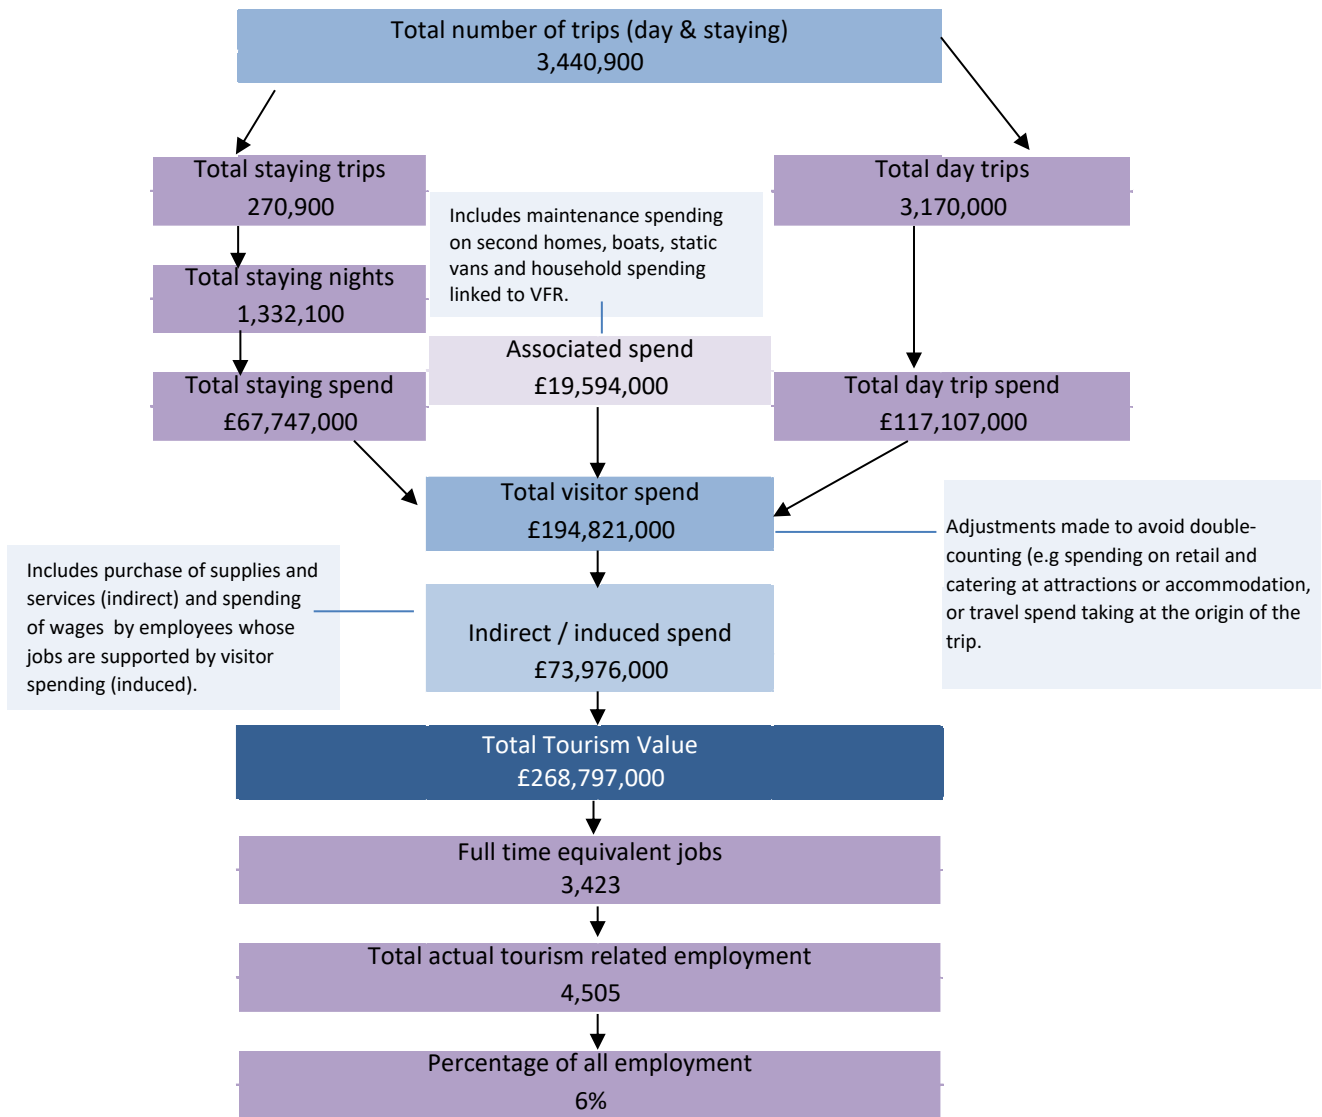 Total number of trips (day & staying)
3,440,900
Total staying trips
270,900
Total day trips
3,170,000
Includes maintenance spending
on second homes, boats, static
vans and household spending
linked to VFR.
Total staying nights
1,332,100
Associated spend
£19,594,000
Total staying spend
£67,747,000
Total day trip spend
£117,107,000
Total visitor spend
£194,821,000
Adjustments made to avoid double-
counting (e.g spending on retail and
catering at attractions or accommodation,
or travel spend taking at the origin of the
trip.
Includes purchase of supplies and
services (indirect) and spending
of wages by employees whose
jobs are supported by visitor
spending (induced).
Indirect / induced spend
£73,976,000
Total Tourism Value
£268,797,000
Full time equivalent jobs
3,423
Total actual tourism related employment
4,505
Percentage of all employment
6%